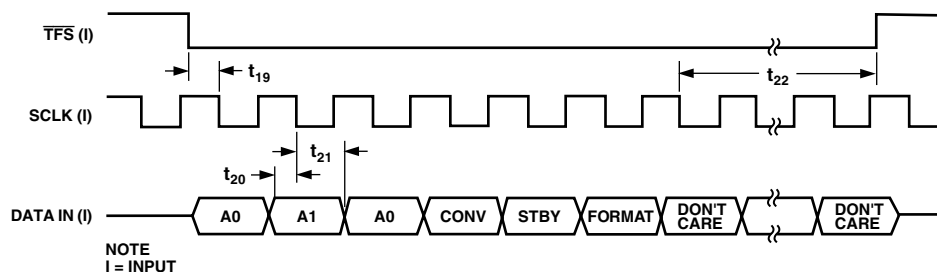 TFS (I)
t19
t22
SCLK (I)
t21
t20
DATA IN (I)
A0
A1
A0
CONV
STBY
FORMAT
DON'T
CARE
DON'T
CARE
NOTE
I = INPUT